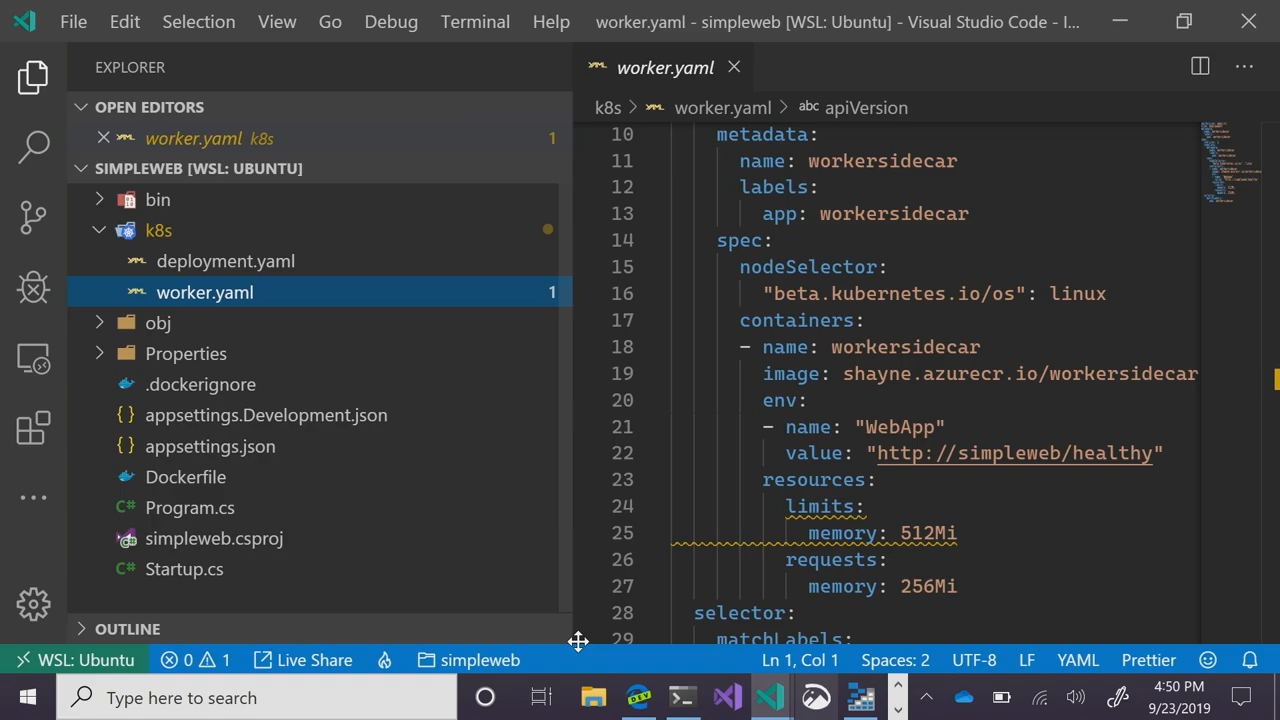 File Edit Selection View Go Debug Terminal Help worker.yaml - simpleweb [WSL: Ubuntu] - Visual Studio Code - I...
EXPLORER
OPEN EDITORS
worker.yaml k8s 1
SIMPLEWEB [WSL: UBUNTU]
bin
k8s
deployment.yaml
worker.yaml 1
obj
Properties
.dockerignore
{ } appsettings.Development.json
{ } appsettings.json
Dockerfile
C# Program.cs
simpleweb.csproj
C# Startup.cs
OUTLINE
worker.yaml
k8s > worker.yaml > abc apiVersion
10 metadata:
11 name: workersidecar
12 labels:
13 app: workersidecar
14 spec:
15 nodeSelector:
16 "beta.kubernetes.io/os": linux
17 containers:
18 - name: workersidecar
19 image: shayne.azurecr.io/workersidecar
20 env:
21 - name: "WebApp"
22 value: "http://simpleweb/healthy"
23 resources:
24 limits:
25 memory: 512Mi
26 requests:
27 memory: 256Mi
28 selector:
29 matchLabels:
WSL: Ubuntu 0 1 Live Share simpleweb Ln 1, Col 1 Spaces: 2 UTF-8 LF YAML Prettier
Type here to search
DEV
4:50 PM
9/23/2019